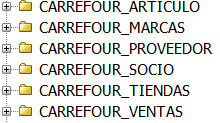 CARREFOUR_ARTICULO
CARREFOUR_MARCAS
CARREFOUR_PROVEEDOR
CARREFOUR_SOCIO
CARREFOUR_TIENDAS
CARREFOUR_VENTAS